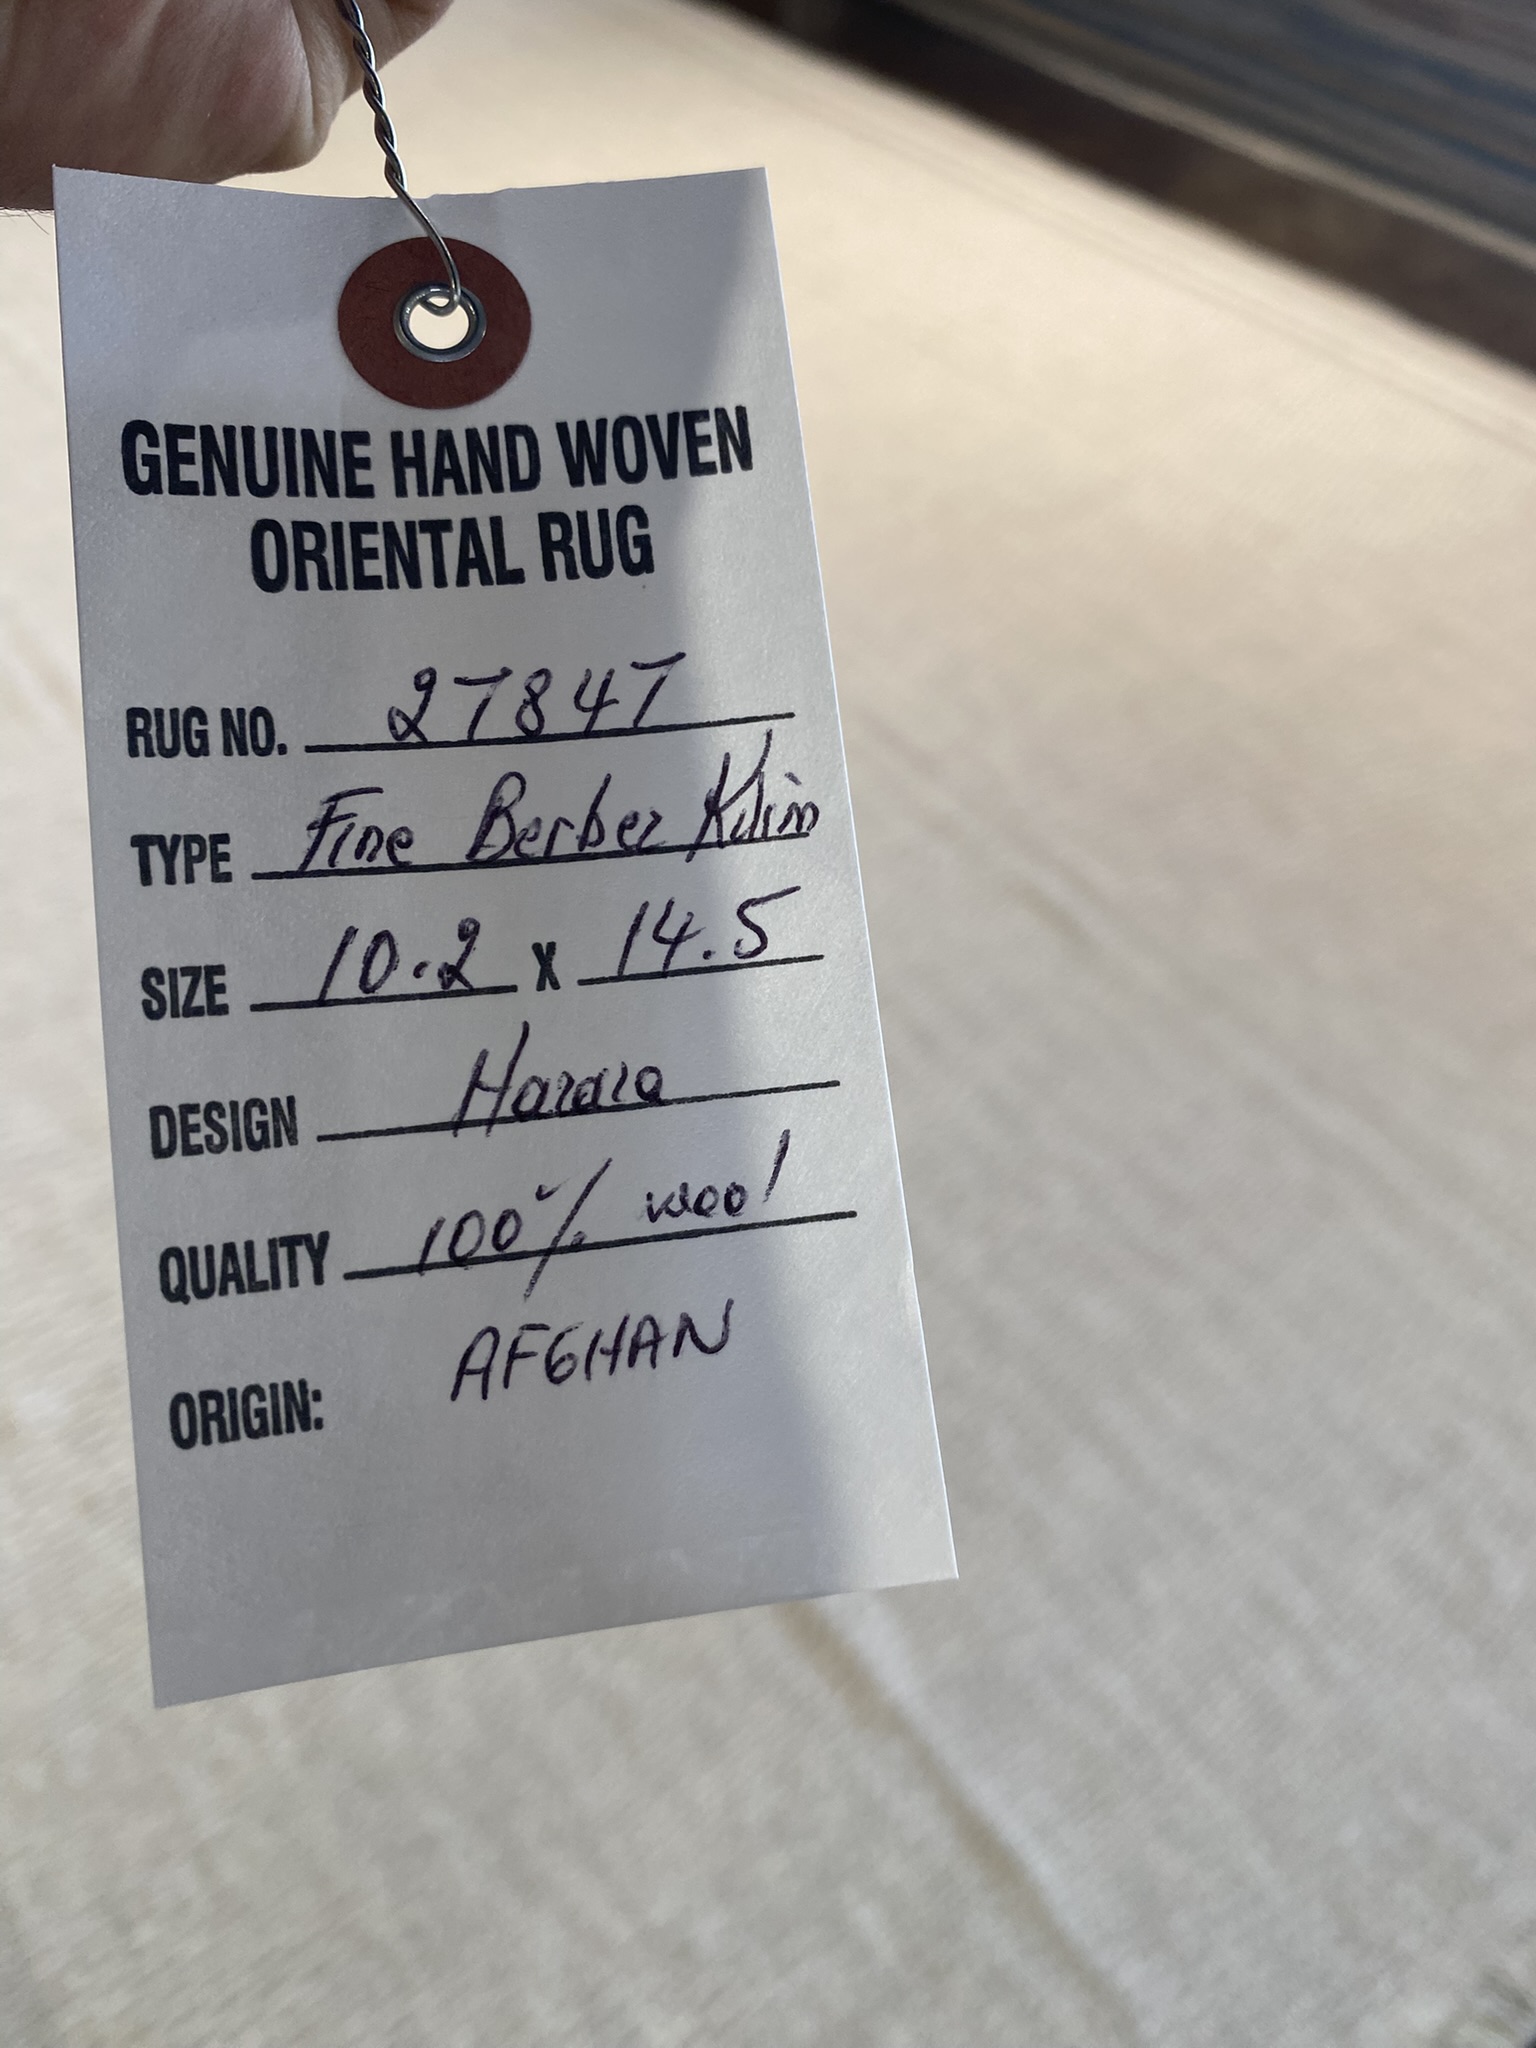 GENUINE HAND WOVEN
ORIENTAL RUG
RUG NO. 27847
TYPE Fine Berber Kilim
SIZE 10.2 X 14.5
DESIGN Hazara
QUALITY 100% wool
ORIGIN: AFGHAN